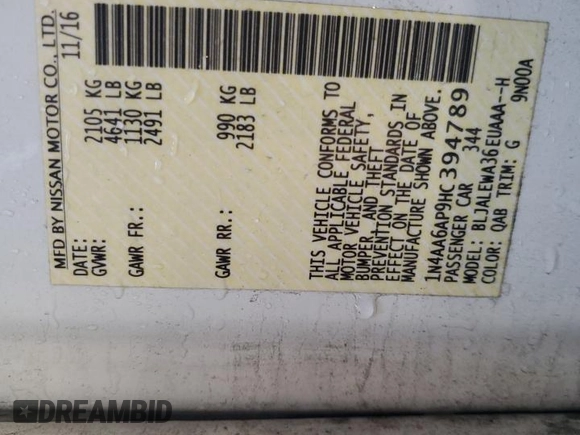 MFD BY NISSAN MOTOR CO., LTD.
DATE: 11/16
GVWR: 2105 KG
4641 LB
GAWR FR.: 1130 KG
2491 LB
GAWR RR.: 990 KG
2183 LB
THIS VEHICLE CONFORMS TO
ALL APPLICABLE FEDERAL
MOTOR VEHICLE SAFETY,
BUMPER, AND THEFT
PREVENTION STANDARDS IN
EFFECT ON THE DATE OF
MANUFACTURE SHOWN ABOVE.
1N4AA6AP9HC394789
PASSENGER CAR 344
MODEL: BLJALEWA36EUAAA--H
COLOR: QAB TRIM: G 9N00A
DREAMBID